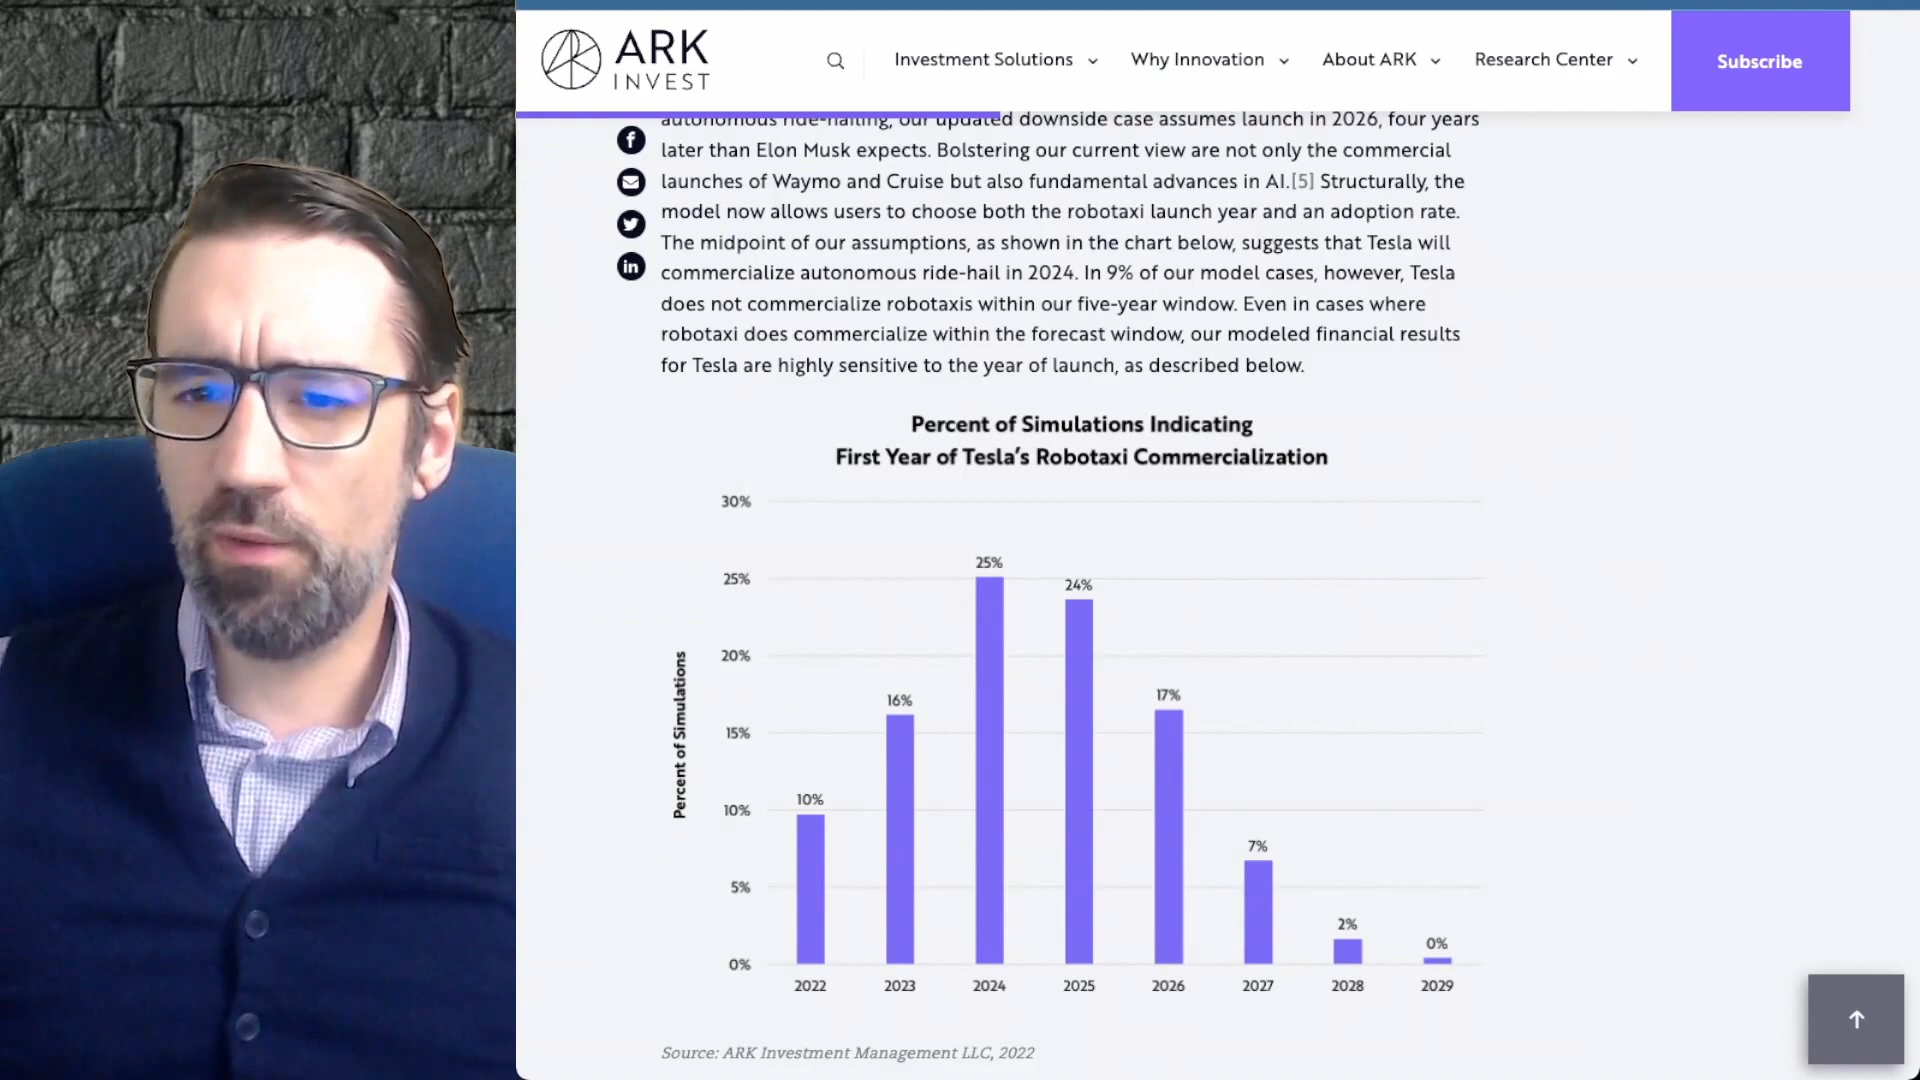 ARK
INVEST
Investment Solutions
Why Innovation
About ARK
Research Center
Subscribe
autonomous ride-hailing, our updated downside case assumes launch in 2026, four years
later than Elon Musk expects. Bolstering our current view are not only the commercial
launches of Waymo and Cruise but also fundamental advances in AI.[5] Structurally, the
model now allows users to choose both the robotaxi launch year and an adoption rate.
The midpoint of our assumptions, as shown in the chart below, suggests that Tesla will
commercialize autonomous ride-hail in 2024. In 9% of our model cases, however, Tesla
does not commercialize robotaxis within our five-year window. Even in cases where
robotaxi does commercialize within the forecast window, our modeled financial results
for Tesla are highly sensitive to the year of launch, as described below.
Percent of Simulations Indicating
First Year of Tesla's Robotaxi Commercialization
Percent of Simulations
30%
25%
20%
15%
10%
5%
0%
10%
16%
25%
24%
17%
7%
2%
0%
2022
2023
2024
2025
2026
2027
2028
2029
Source: ARK Investment Management LLC, 2022